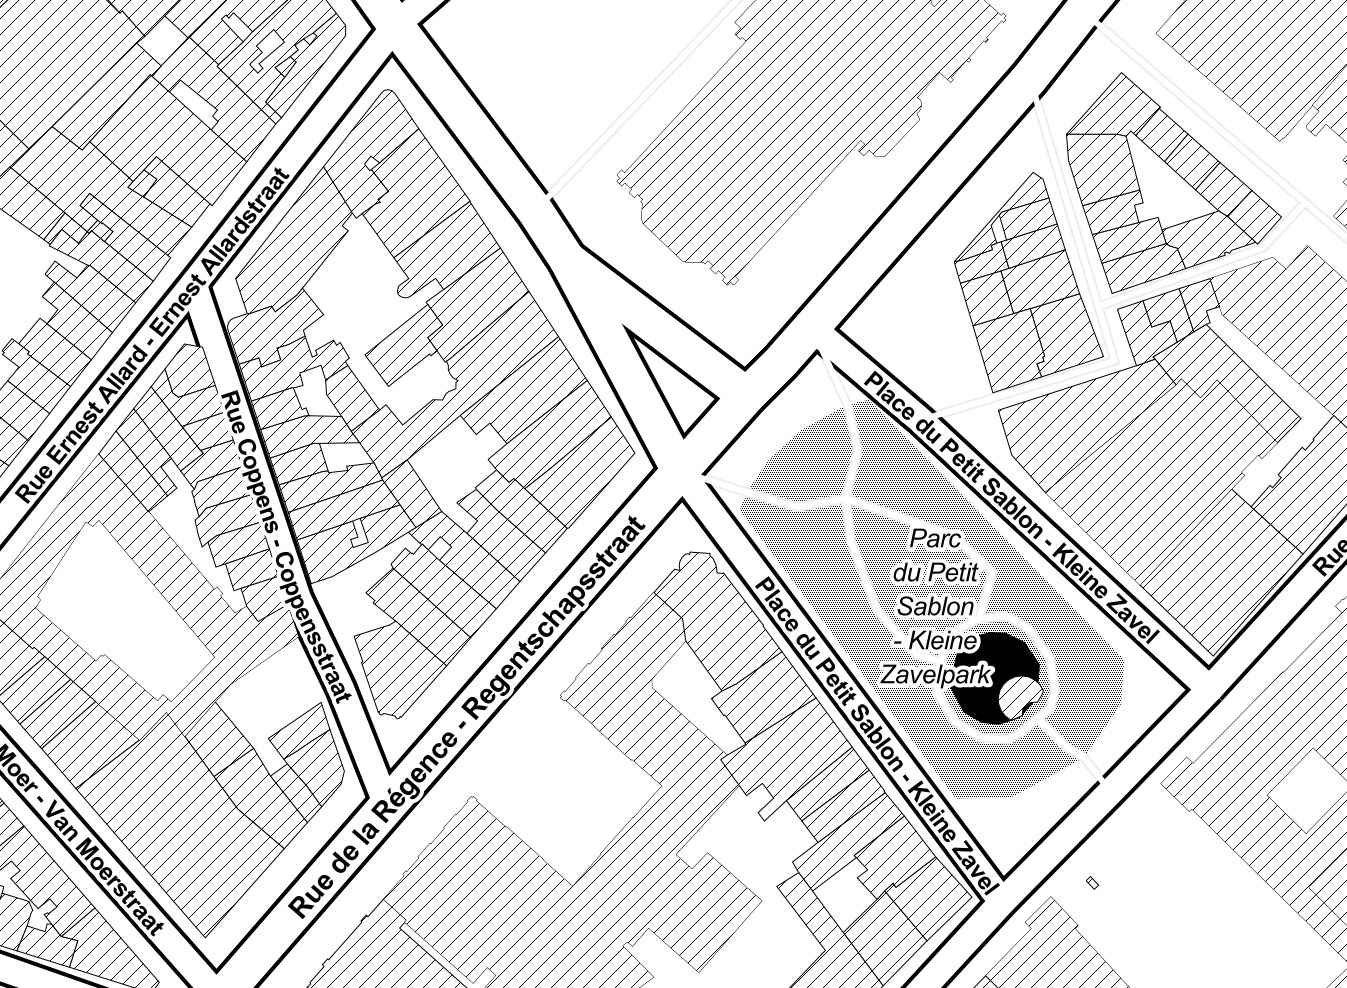 Rue Ernest Allard - Ernest Allardstraat
Rue Coppens - Coppensstraat
Place du Petit Sablon - Kleine Zavel
Parc
du Petit
Sablon
- Kleine
Zavelpark
Rue
Place du Petit Sablon - Kleine Zavel
Rue de la Régence - Regentschapsstraat
Moer - Van Moerstraat